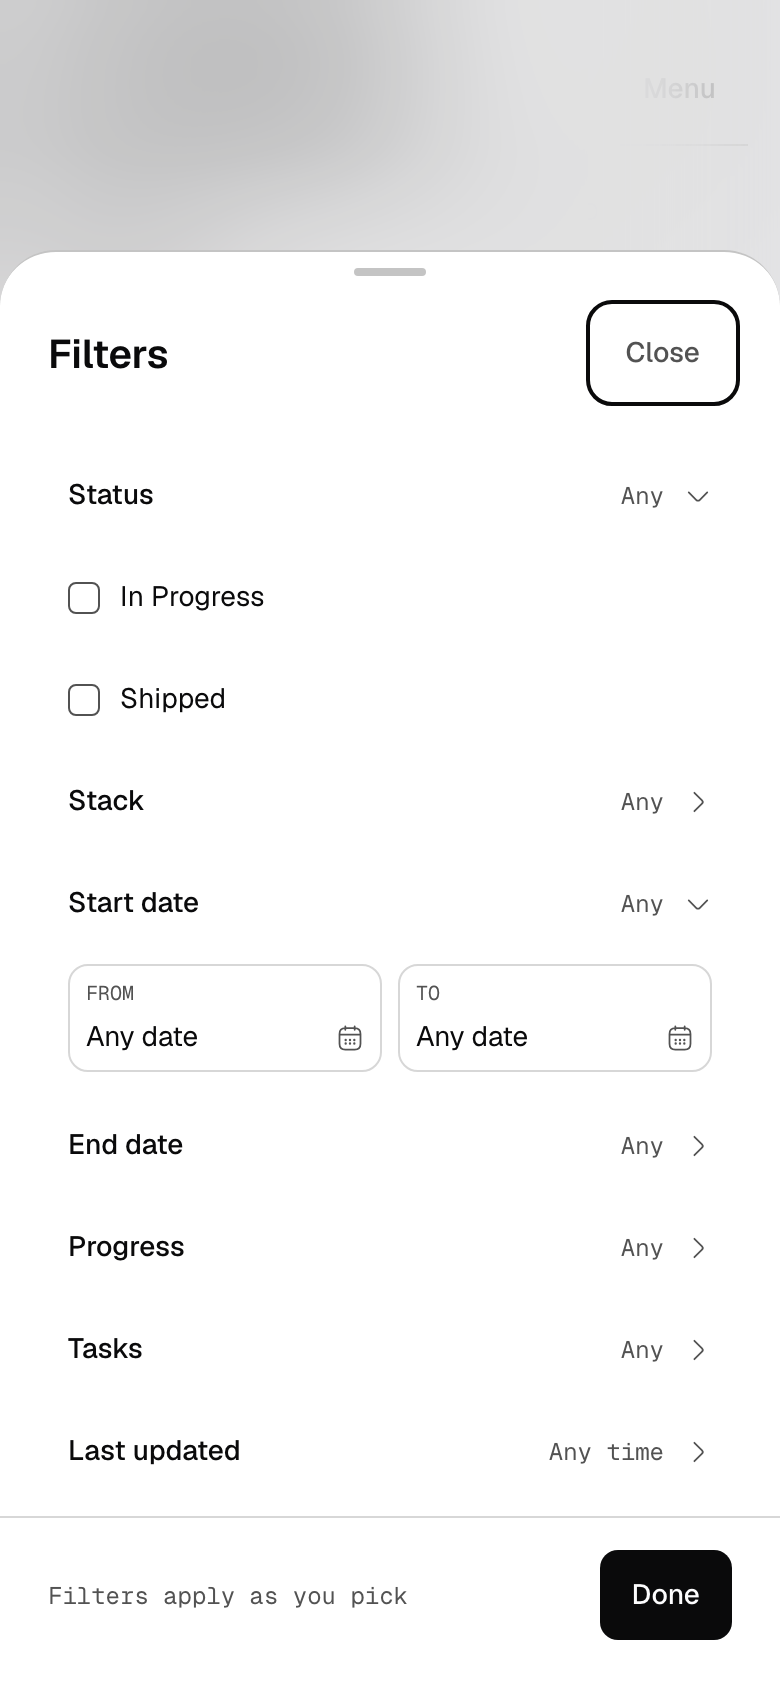 Menu
Filters
Close
Status
Any
In Progress
Shipped
Stack
Any
Start date
Any
FROM
Any date
TO
Any date
End date
Any
Progress
Any
Tasks
Any
Last updated
Any time
Filters apply as you pick
Done